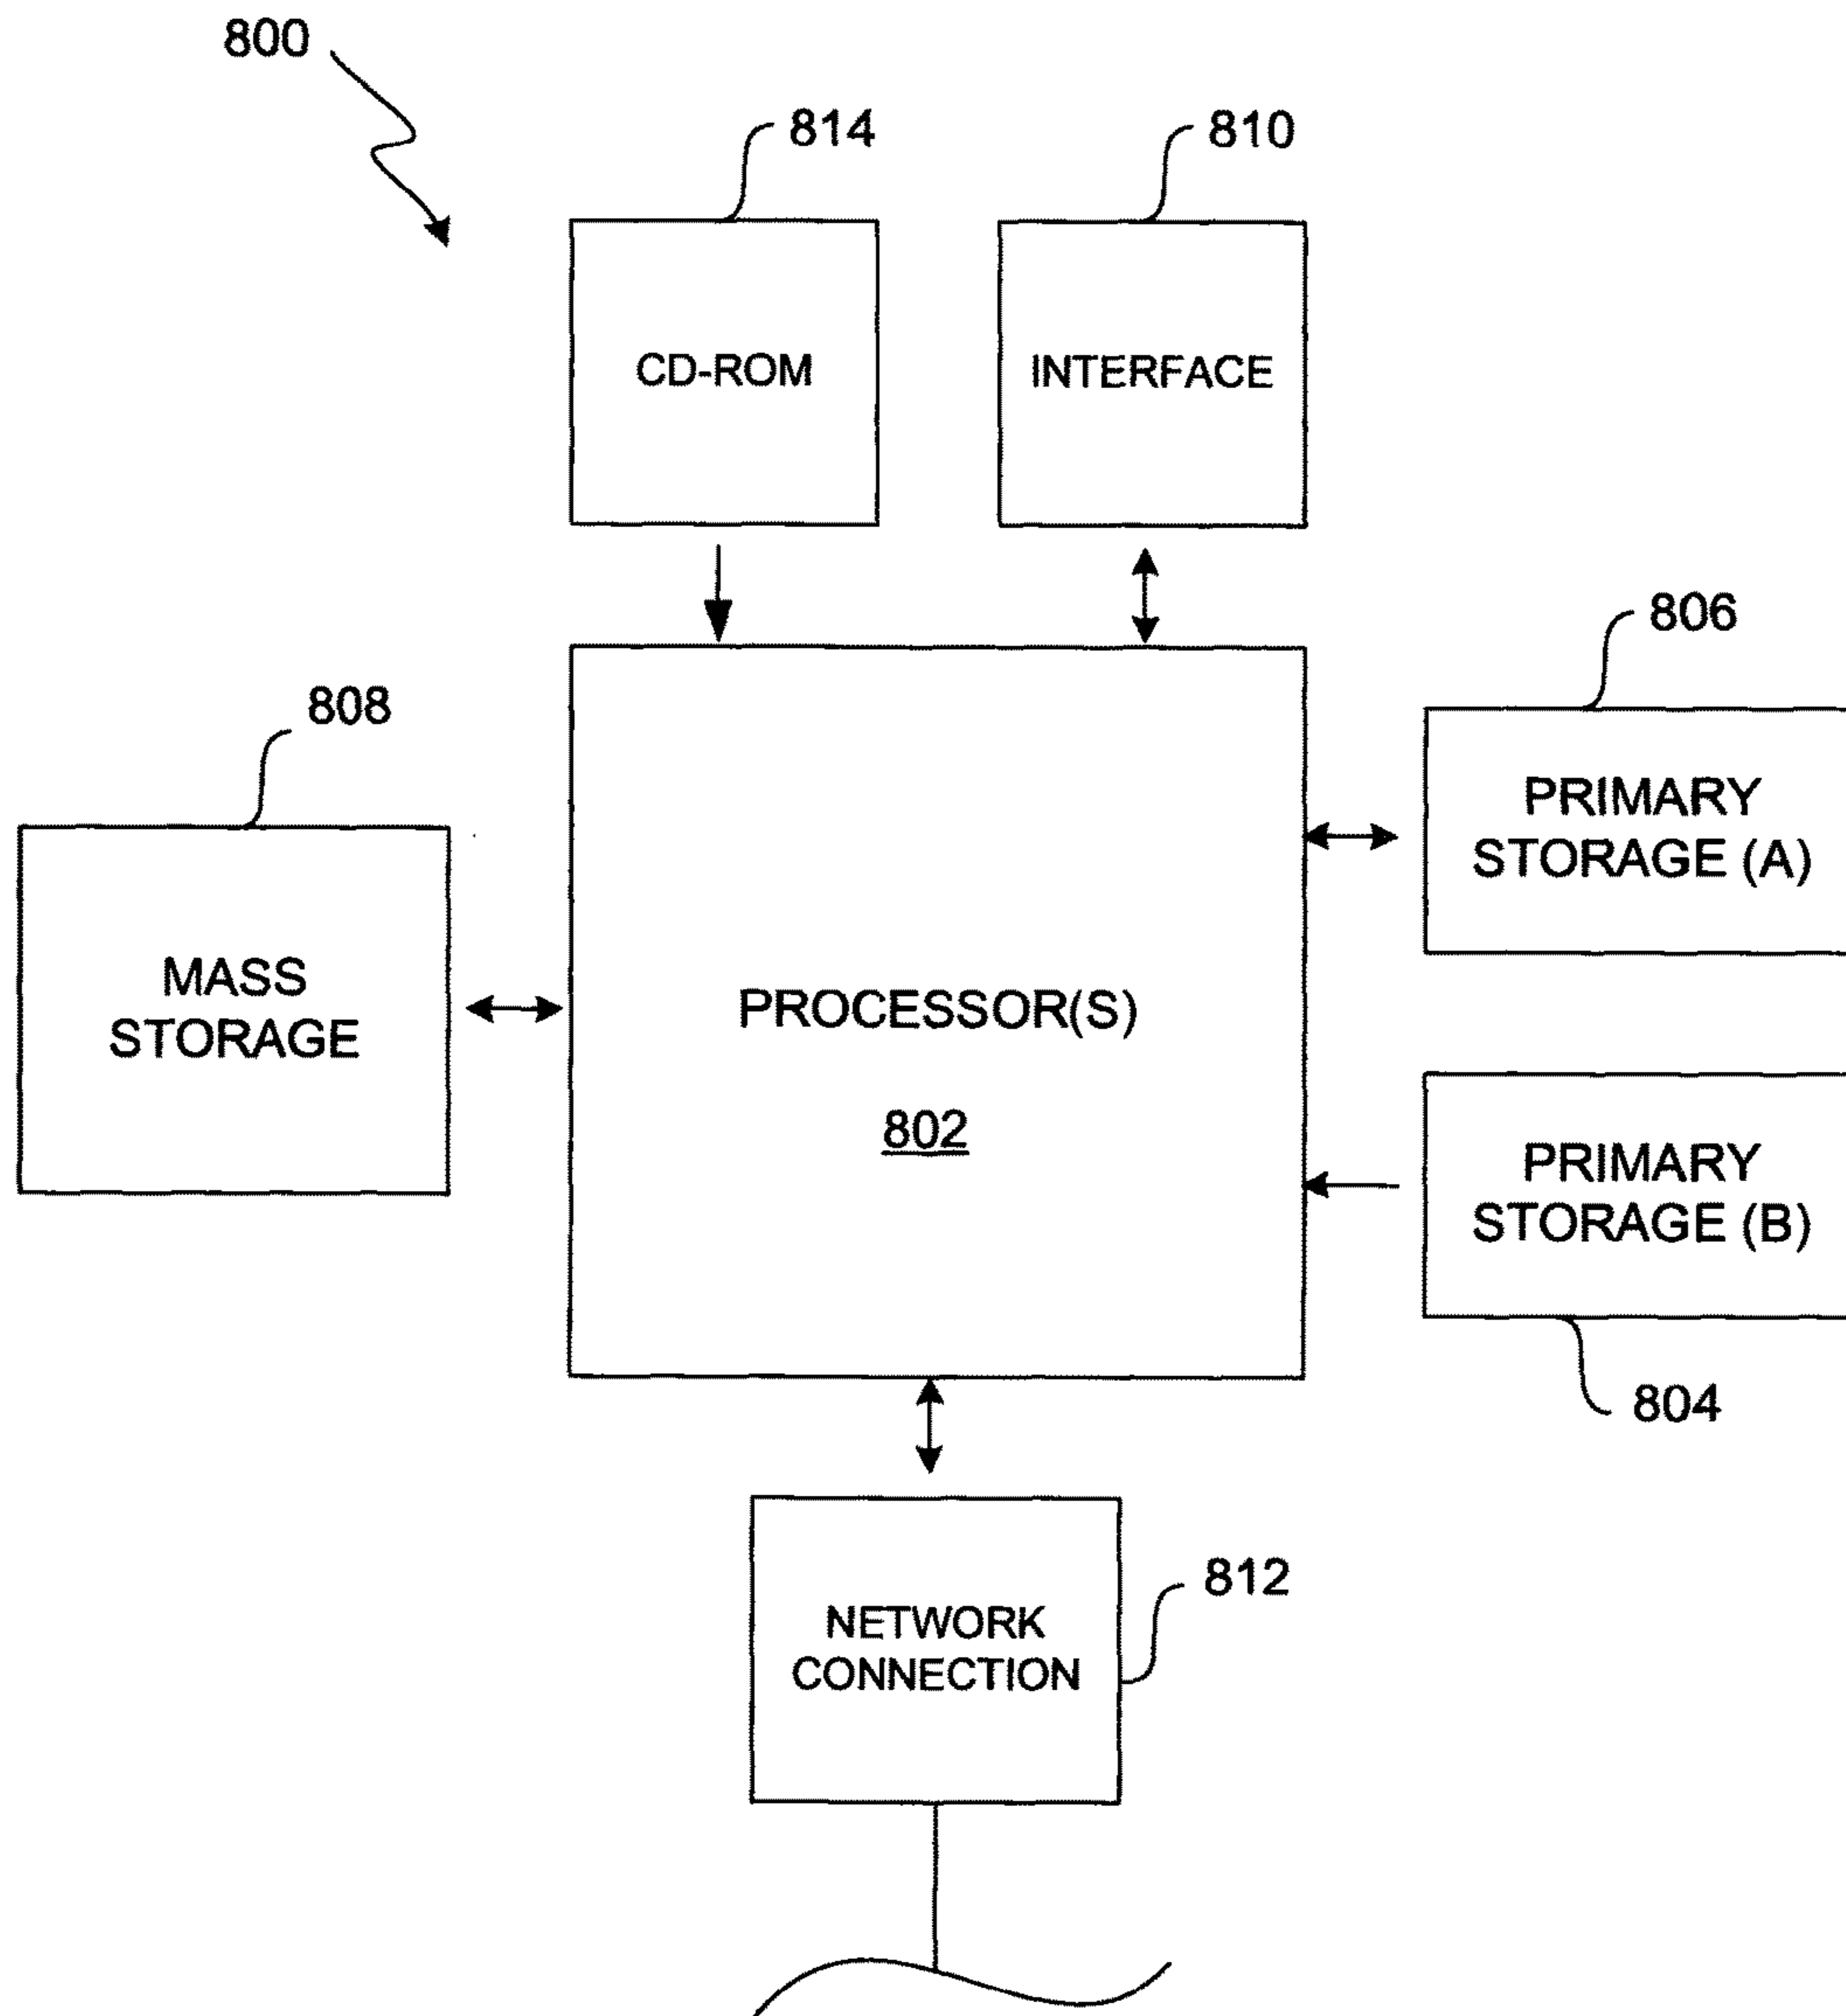 800
814
810
CD-ROM
INTERFACE
806
808
PRIMARY
STORAGE (A)
MASS
STORAGE
PROCESSOR(S)
802
PRIMARY
STORAGE (B)
804
812
NETWORK
CONNECTION